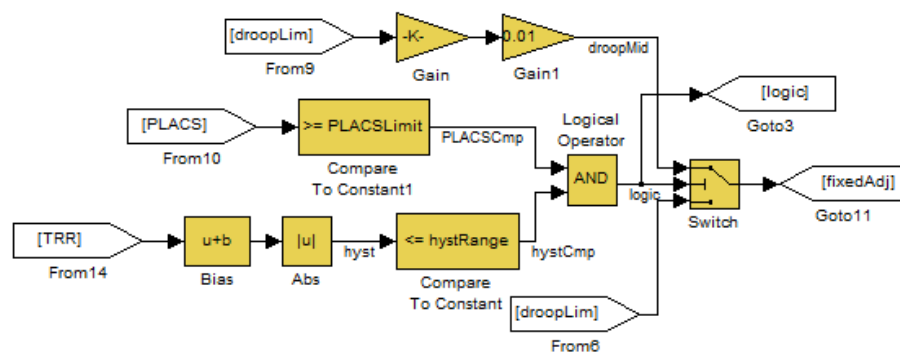 [droopLim]
From9
-K-
Gain
0.01
Gain1
droopMid
[logic]
Goto3
[PLACS]
From10
>= PLACSLimit
Compare
To Constant1
PLACSCmp
Logical
Operator
AND
logic
Switch
[fixedAdj]
Goto11
[TRR]
From14
u+b
Bias
|u|
Abs
hyst
<= hystRange
Compare
To Constant
hystCmp
[droopLim]
From6